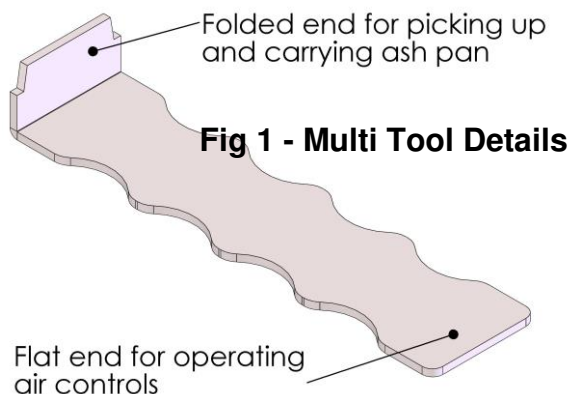 Folded end for picking up
and carrying ash pan
Fig 1 - Multi Tool Details
Flat end for operating
air controls